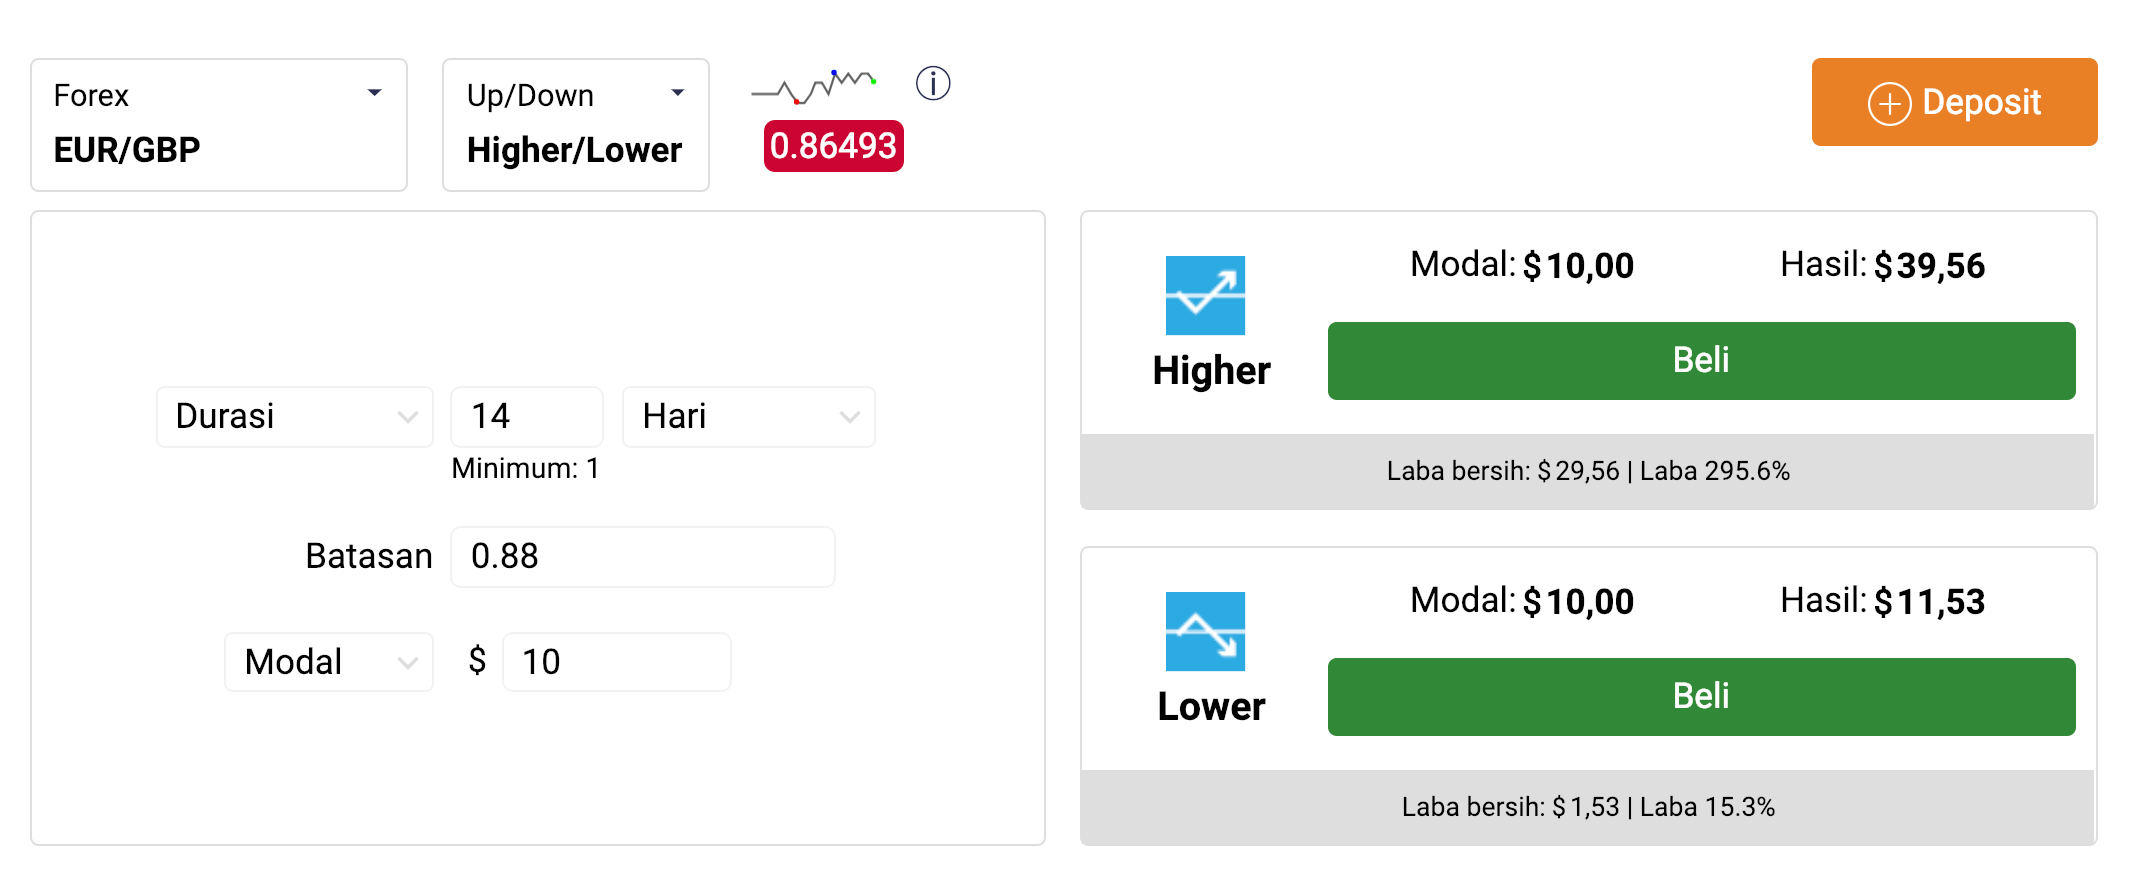 Forex
EUR/GBP
Up/Down
Higher/Lower
0.86493
Deposit
Durasi
14
Hari
Minimum: 1
Batasan
0.88
Modal
$
10
Modal: $10,00
Hasil: $39,56
Higher
Beli
Laba bersih: $29,56 | Laba 295.6%
Modal: $10,00
Hasil: $11,53
Lower
Beli
Laba bersih: $1,53 | Laba 15.3%